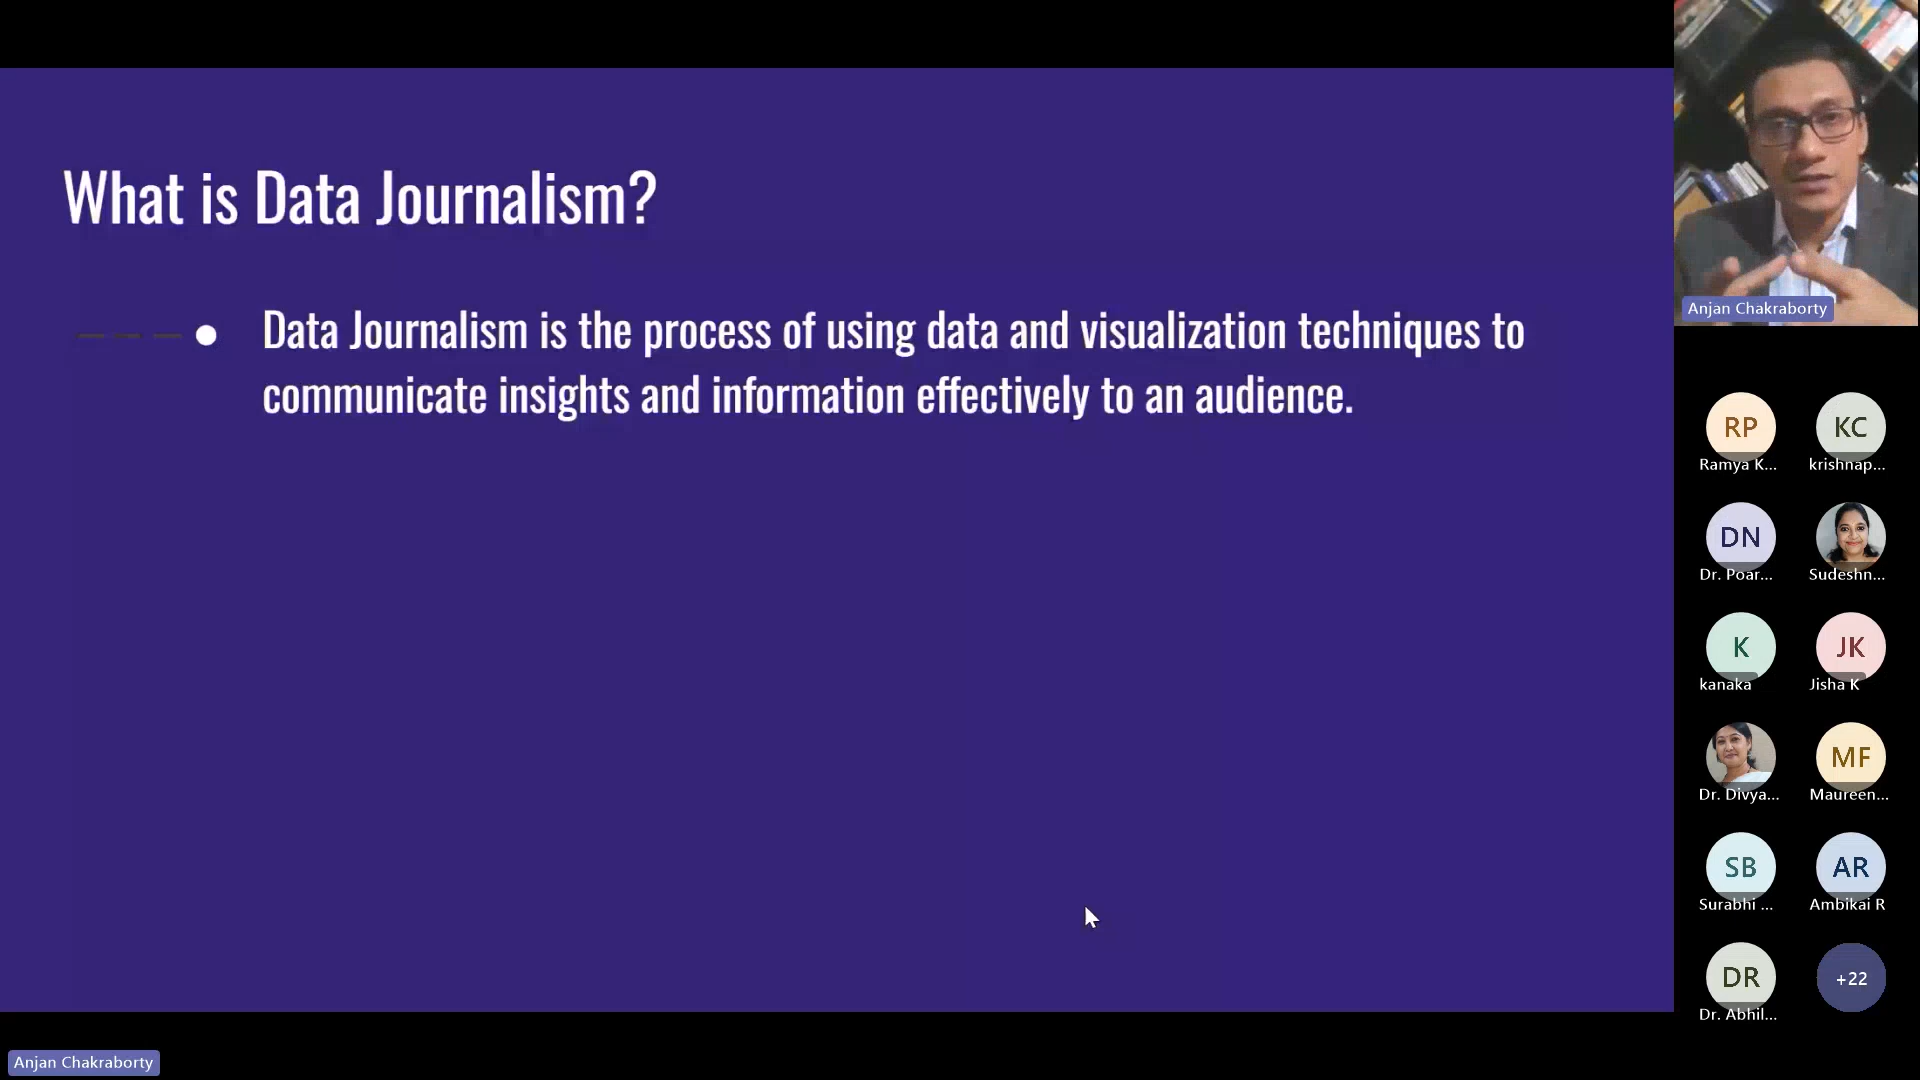 What is Data Journalism?
Data Journalism is the process of using data and visualization techniques to
communicate insights and information effectively to an audience.
Anjan Chakraborty
RP
Ramya K...
KC
krishnap...
DN
Dr. Poar...
Sudeshn...
K
kanaka
JK
Jisha K
Dr. Divya...
MF
Maureen...
SB
Surabhi ...
AR
Ambikai R
DR
Dr. Abhil...
+22
Anjan Chakraborty